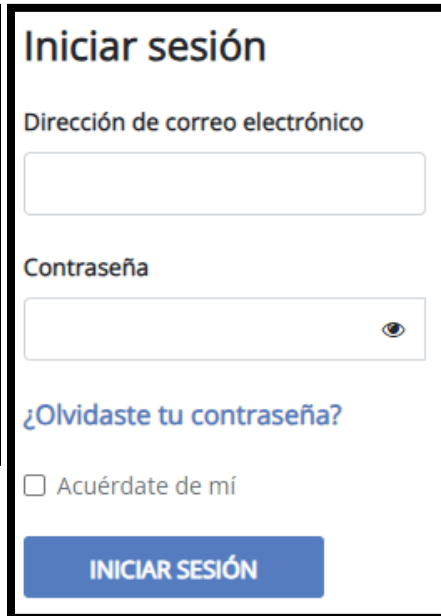 Iniciar sesión
Dirección de correo electrónico
Contraseña
¿Olvidaste tu contraseña?
Acuérdate de mí
INICIAR SESIÓN